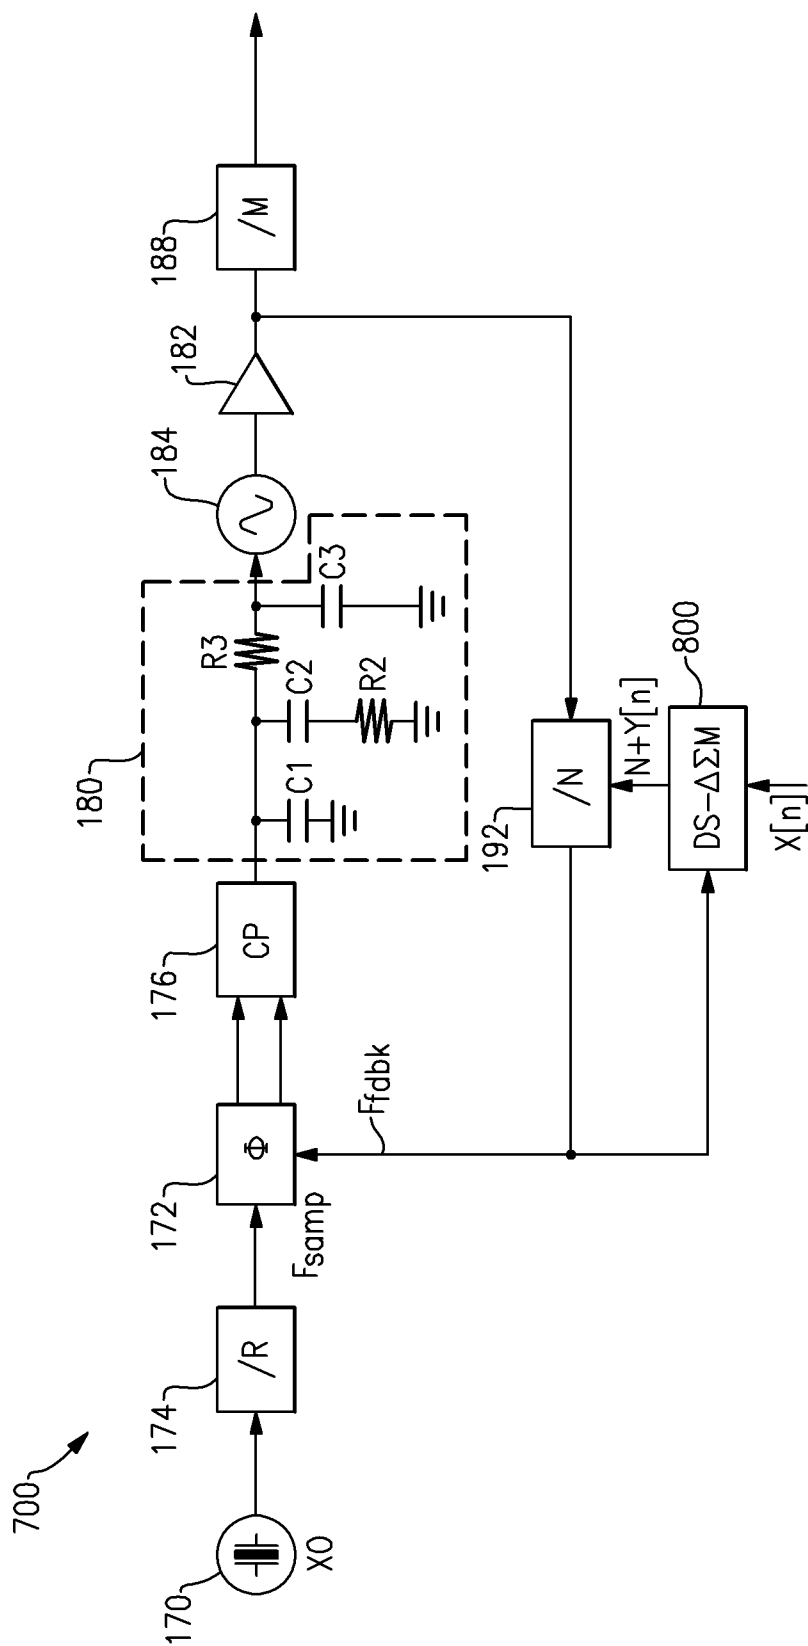 700
170
XO
174
/R
172
Φ
Fsamp
Ffdbk
176
CP
180
C1
C2
R2
R3
C3
184
182
188
/M
192
/N
N+Y[n]
800
DS-ΔΣM
X[n]